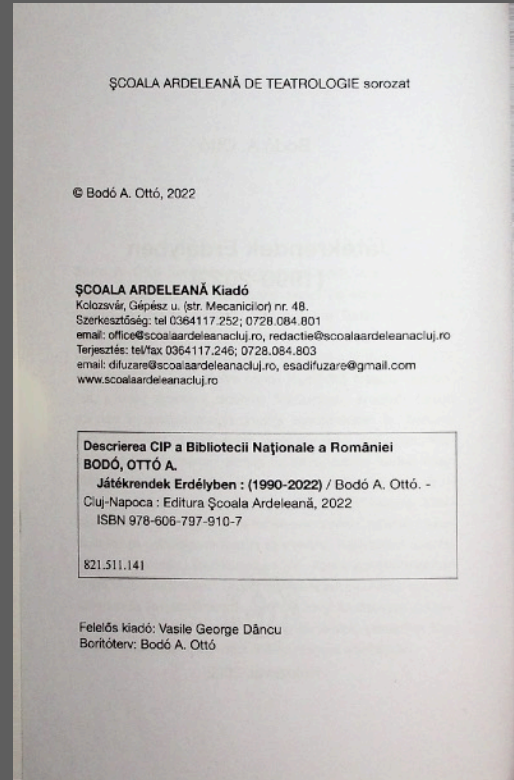 ŞCOALA ARDELEANĂ DE TEATROLOGIE sorozat
© Bodó A. Ottó, 2022
ŞCOALA ARDELEANĂ Kiadó
Kolozsvár, Gépész u. (str. Mecanicilor) nr. 48.
Szerkesztőség: tel 0364117.252; 0728.084.801
email: office@scoalaardeleanacluj.ro, redactie@scoalaardeleanacluj.ro
Terjesztés: tel/fax 0364117.246; 0728.084.803
email: difuzare@scoalaardeleanacluj.ro, esadifuzare@gmail.com
www.scoalaardeleanacluj.ro
Descrierea CIP a Bibliotecii Naţionale a României
BODÓ, OTTÓ A.
Játékrendek Erdélyben : (1990-2022) / Bodó A. Ottó. -
Cluj-Napoca : Editura Şcoala Ardeleană, 2022
ISBN 978-606-797-910-7
821.511.141
Felelős kiadó: Vasile George Dâncu
Borítóterv: Bodó A. Ottó